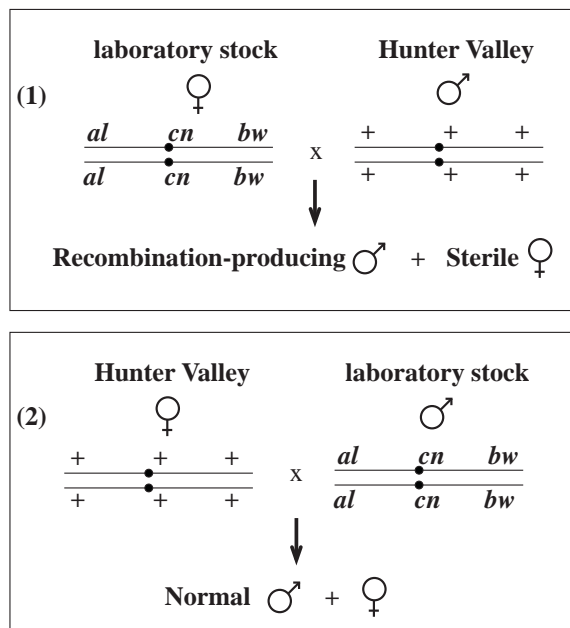 laboratory stock Hunter Valley
(1)
♀ ♂
al cn bw + + +
x
al cn bw + + +
Recombination-producing ♂ + Sterile ♀
Hunter Valley laboratory stock
(2)
♀ ♂
+ + + al cn bw
x
+ + + al cn bw
Normal ♂ + ♀